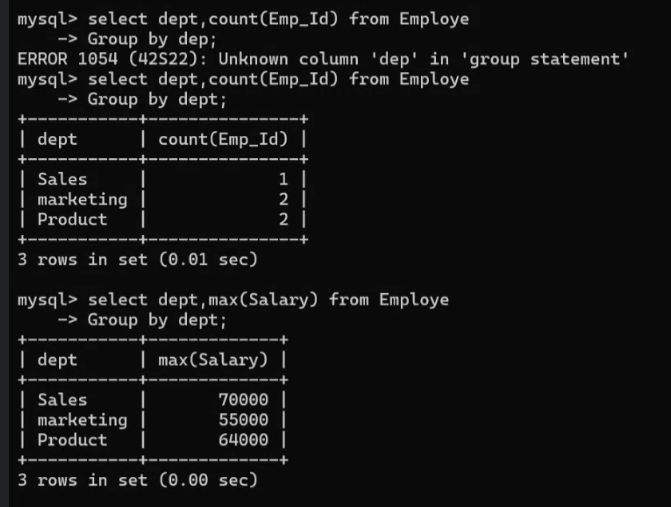 mysql> select dept,count(Emp_Id) from Employe
    -> Group by dep;
ERROR 1054 (42S22): Unknown column 'dep' in 'group statement'
mysql> select dept,count(Emp_Id) from Employe
    -> Group by dept;
+-----------+---------------+
| dept      | count(Emp_Id) |
+-----------+---------------+
| Sales     |             1 |
| marketing |             2 |
| Product   |             2 |
+-----------+---------------+
3 rows in set (0.01 sec)

mysql> select dept,max(Salary) from Employe
    -> Group by dept;
+-----------+-------------+
| dept      | max(Salary) |
+-----------+-------------+
| Sales     |       70000 |
| marketing |       55000 |
| Product   |       64000 |
+-----------+-------------+
3 rows in set (0.00 sec)